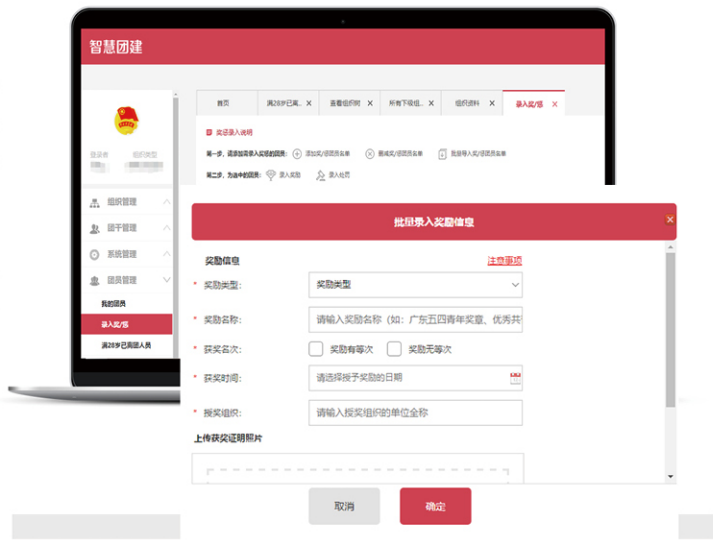 智慧团建
登录者 组织类型
组织管理
团干管理
系统管理
团员管理
我的团员
录入奖/惩
满28岁已离团人员
首页 满28岁已离.. × 查看组织树 × 所有下级组.. × 组织资料 × 录入奖/惩 ×
奖惩录入说明
第一步，请添加需录入奖惩的团员: 添加奖/惩团员名单 删减奖/惩团员名单 批量导入奖/惩团员名单
第二步，为选中的团员: 录入奖励 录入处罚
批量录入奖励信息
奖励信息 注意事项
* 奖励类型: 奖励类型
* 奖励名称: 请输入奖励名称（如：广东五四青年奖章、优秀共
* 获奖名次: 奖励有等次 奖励无等次
* 获奖时间: 请选择授予奖励的日期
* 授奖组织: 请输入授奖组织的单位全称
上传获奖证明照片
取消 确定